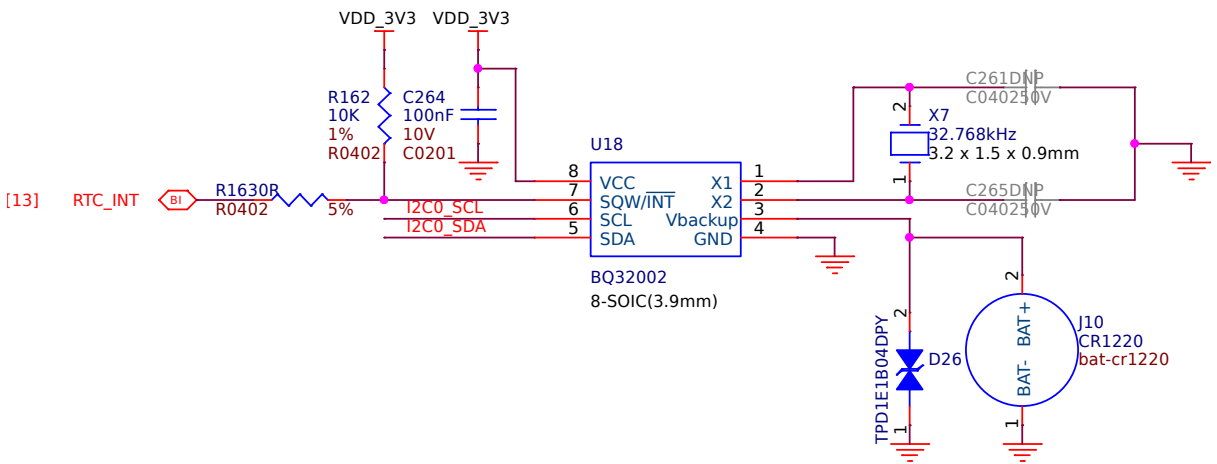 VDD_3V3
VDD_3V3
R162
10K
1%
R0402
C264
100nF
10V
C0201
[13]
RTC_INT
BI
R1630R
R0402
5%
I2C0_SCL
I2C0_SDA
U18
8
7
6
5
VCC
SQW/INT
SCL
SDA
X1
X2
Vbackup
GND
1
2
3
4
BQ32002
8-SOIC(3.9mm)
C261DNP
C040250V
2
X7
32.768kHz
3.2 x 1.5 x 0.9mm
1
C265DNP
C040250V
2
TPD1E1B04DPY
D26
1
2
BAT+
BAT-
1
J10
CR1220
bat-cr1220